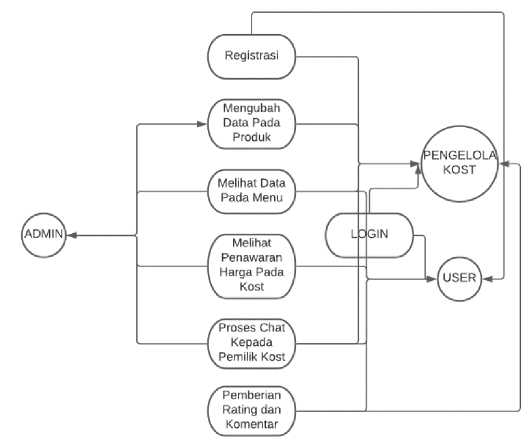 Registrasi
Mengubah
Data Pada
Produk
PENGELOLA
KOST
Melihat Data
Pada Menu
ADMIN
LOGIN
Melihat
Penawaran
Harga Pada
Kost
USER
Proses Chat
Kepada
Pemilik Kost
Pemberian
Rating dan
Komentar